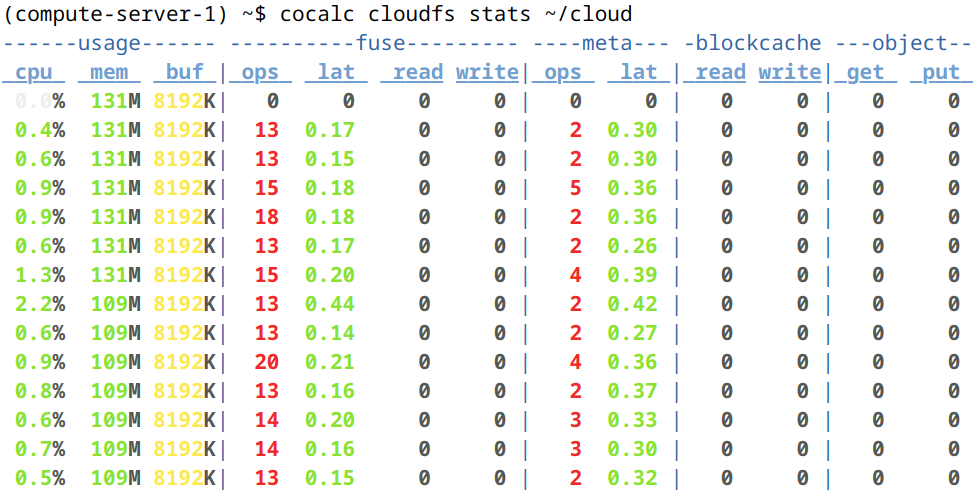 (compute-server-1) ~$ cocalc cloudfs stats ~/cloud
------usage------ ----------fuse--------- ----meta--- -blockcache ---object--
 cpu   mem   buf | ops   lat   read write| ops   lat | read write| get   put
 0.0%  131M 8192K|   0     0     0     0 |   0     0 |   0     0 |  0     0
 0.4%  131M 8192K|  13  0.17     0     0 |   2  0.30 |   0     0 |  0     0
 0.6%  131M 8192K|  13  0.15     0     0 |   2  0.30 |   0     0 |  0     0
 0.9%  131M 8192K|  15  0.18     0     0 |   5  0.36 |   0     0 |  0     0
 0.9%  131M 8192K|  18  0.18     0     0 |   2  0.36 |   0     0 |  0     0
 0.6%  131M 8192K|  13  0.17     0     0 |   2  0.26 |   0     0 |  0     0
 1.3%  131M 8192K|  15  0.20     0     0 |   4  0.39 |   0     0 |  0     0
 2.2%  109M 8192K|  13  0.44     0     0 |   2  0.42 |   0     0 |  0     0
 0.6%  109M 8192K|  13  0.14     0     0 |   2  0.27 |   0     0 |  0     0
 0.9%  109M 8192K|  20  0.21     0     0 |   4  0.36 |   0     0 |  0     0
 0.8%  109M 8192K|  13  0.16     0     0 |   2  0.37 |   0     0 |  0     0
 0.6%  109M 8192K|  14  0.20     0     0 |   3  0.33 |   0     0 |  0     0
 0.7%  109M 8192K|  14  0.16     0     0 |   3  0.30 |   0     0 |  0     0
 0.5%  109M 8192K|  13  0.15     0     0 |   2  0.32 |   0     0 |  0     0